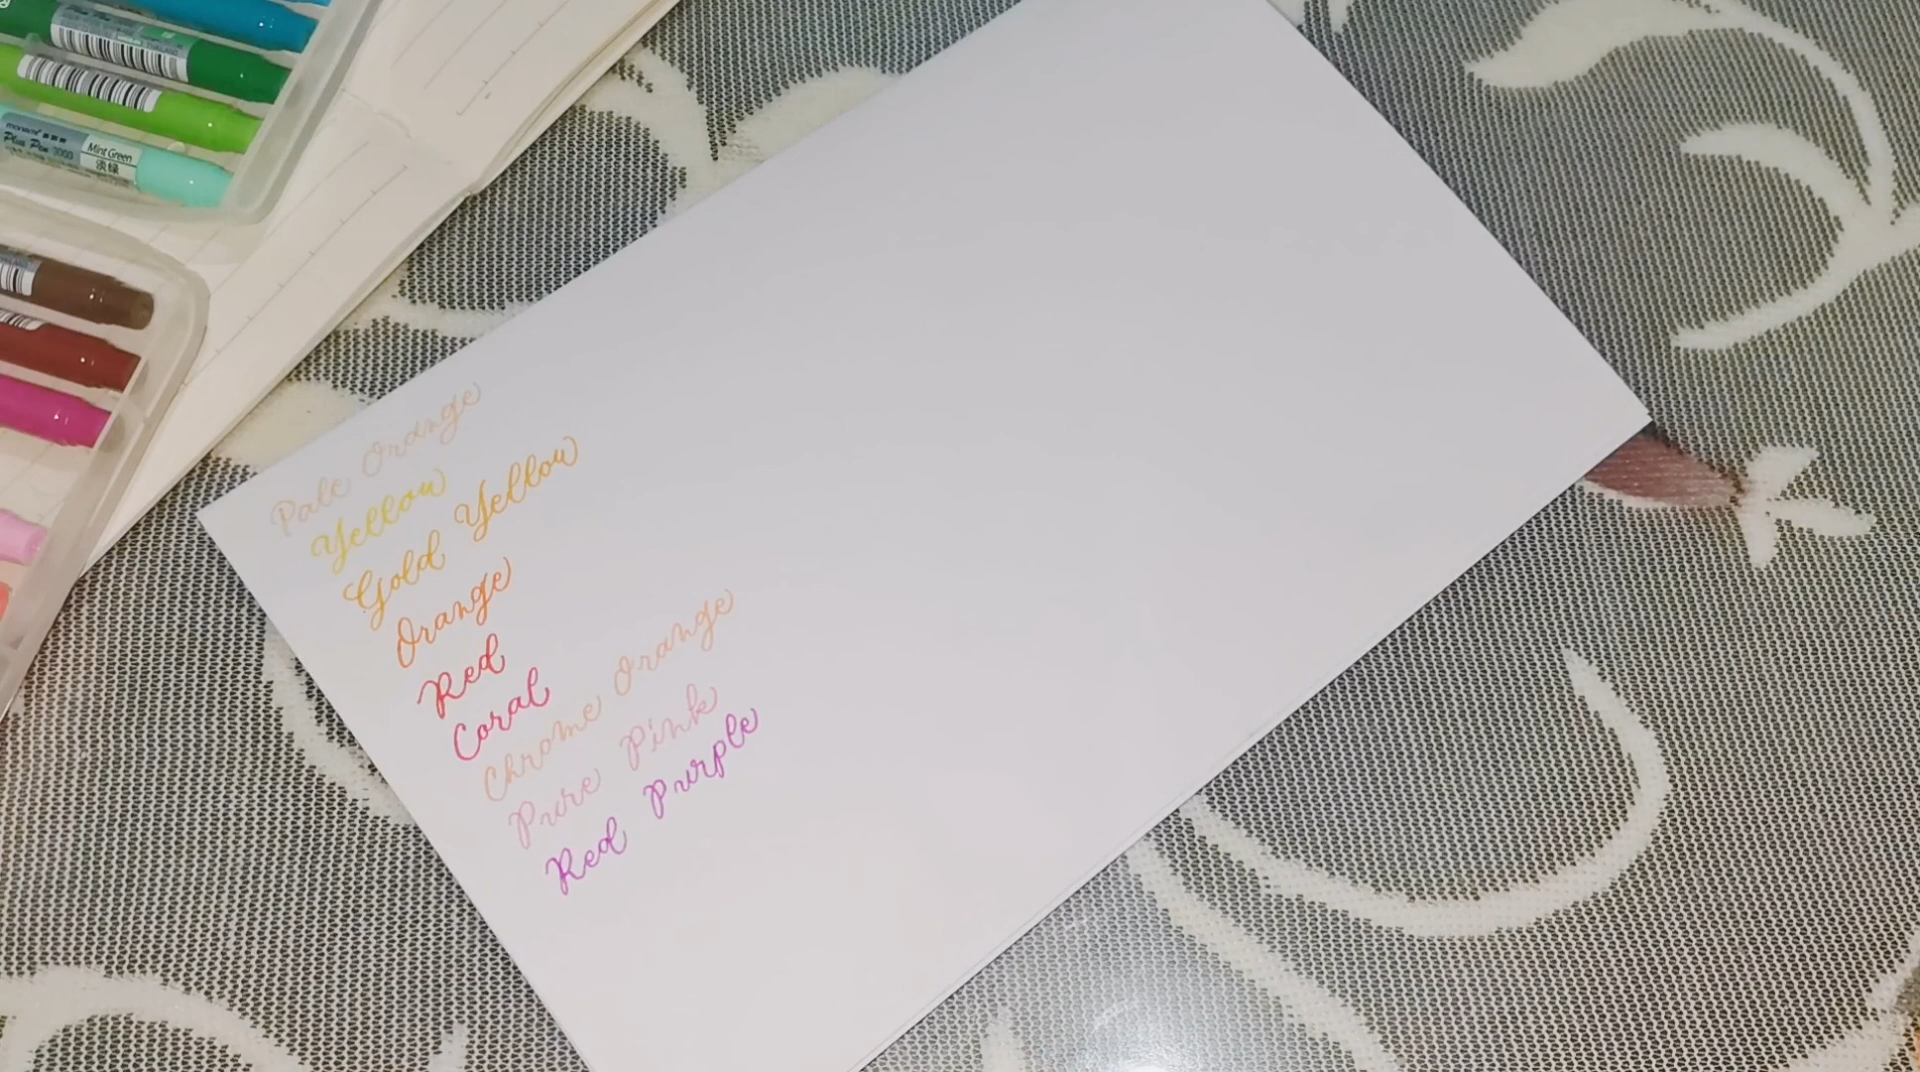 monami
Plus Pen 3000
Mint Green
淡绿
Pale Orange
Yellow
Gold Yellow
Orange
Red
Coral
Chrome Orange
Pure Pink
Red Purple